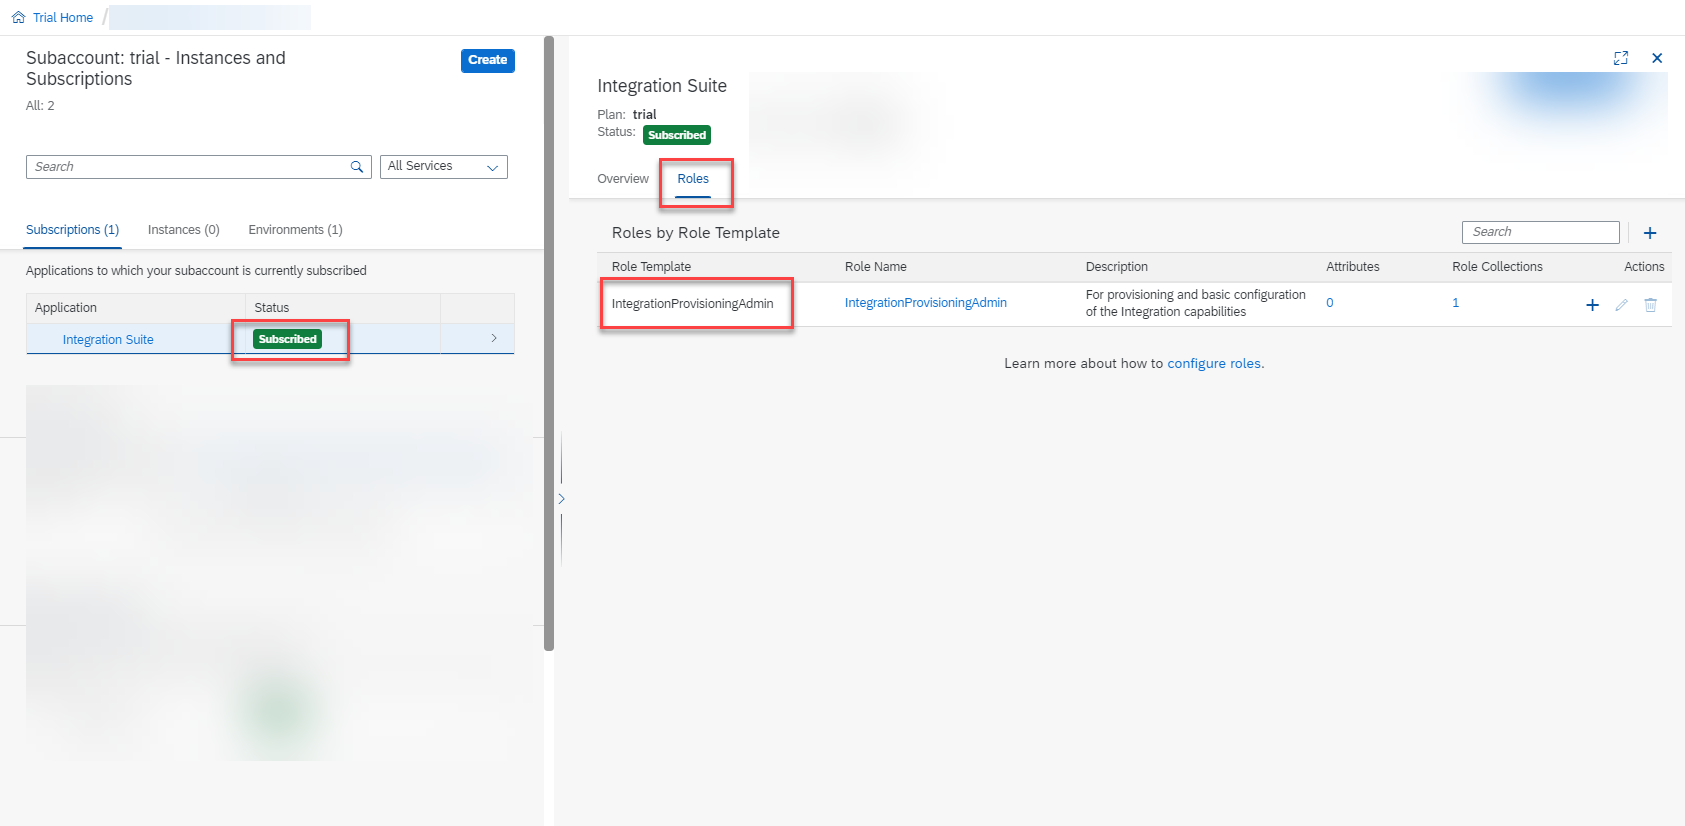 Trial Home /
Subaccount: trial - Instances and
Subscriptions
Create
All: 2
Search
All Services
Subscriptions (1)
Instances (0)
Environments (1)
Applications to which your subaccount is currently subscribed
Application
Status
Integration Suite
Subscribed
Integration Suite
Plan: trial
Status: Subscribed
Overview
Roles
Roles by Role Template
Search
Role Template
Role Name
Description
Attributes
Role Collections
Actions
IntegrationProvisioningAdmin
IntegrationProvisioningAdmin
For provisioning and basic configuration
of the Integration capabilities
0
1
Learn more about how to configure roles.